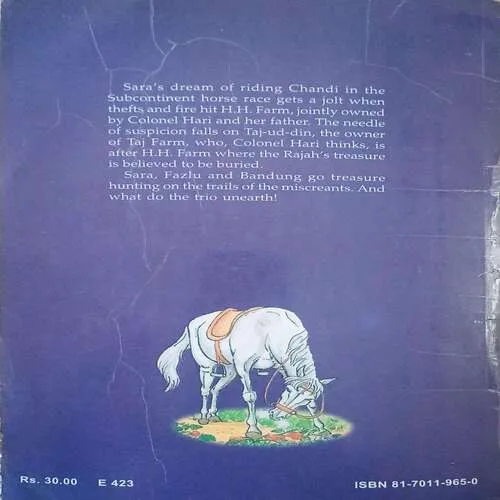 Sara's dream of riding Chandi in the
Subcontinent horse race gets a jolt when
thefts and fire hit H.H. Farm, jointly owned
by Colonel Hari and her father. The needle
of suspicion falls on Taj-ud-din, the owner
of Taj Farm, who, Colonel Hari thinks, is
after H.H. Farm where the Rajah's treasure
is believed to be buried.
Sara, Fazlu and Bandung go treasure
hunting on the trails of the miscreants. And
what do the trio unearth!
Rs. 30.00 E 423 ISBN 81-7011-965-0